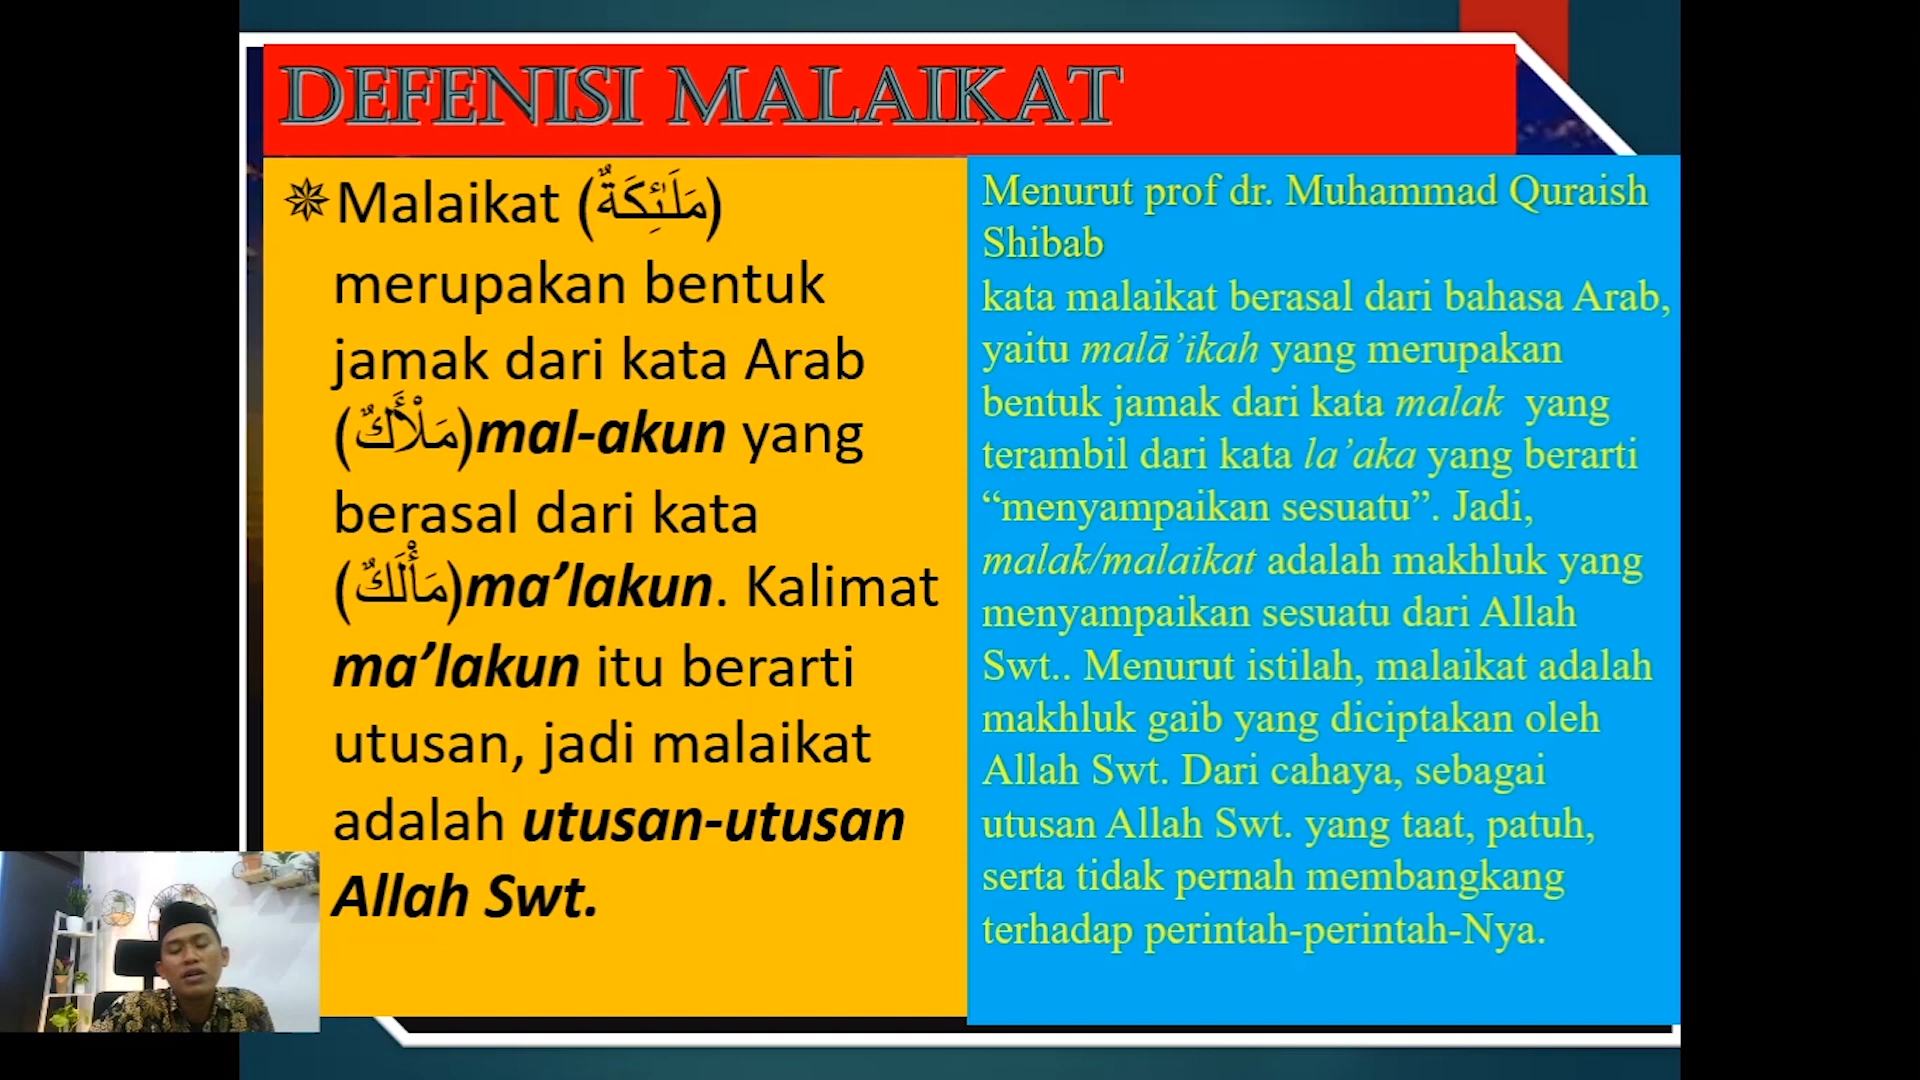 DEFENISI MALAIKAT
Malaikat (مَلَـٰئِكَةٌ)
merupakan bentuk
jamak dari kata Arab
(مَلْأَكٌ)mal-akun yang
berasal dari kata
(مَأْلَكٌ)ma’lakun. Kalimat
ma’lakun itu berarti
utusan, jadi malaikat
adalah utusan-utusan
Allah Swt.
Menurut prof dr. Muhammad Quraish
Shibab
kata malaikat berasal dari bahasa Arab,
yaitu malā’ikah yang merupakan
bentuk jamak dari kata malak yang
terambil dari kata la’aka yang berarti
“menyampaikan sesuatu”. Jadi,
malak/malaikat adalah makhluk yang
menyampaikan sesuatu dari Allah
Swt.. Menurut istilah, malaikat adalah
makhluk gaib yang diciptakan oleh
Allah Swt. Dari cahaya, sebagai
utusan Allah Swt. yang taat, patuh,
serta tidak pernah membangkang
terhadap perintah-perintah-Nya.